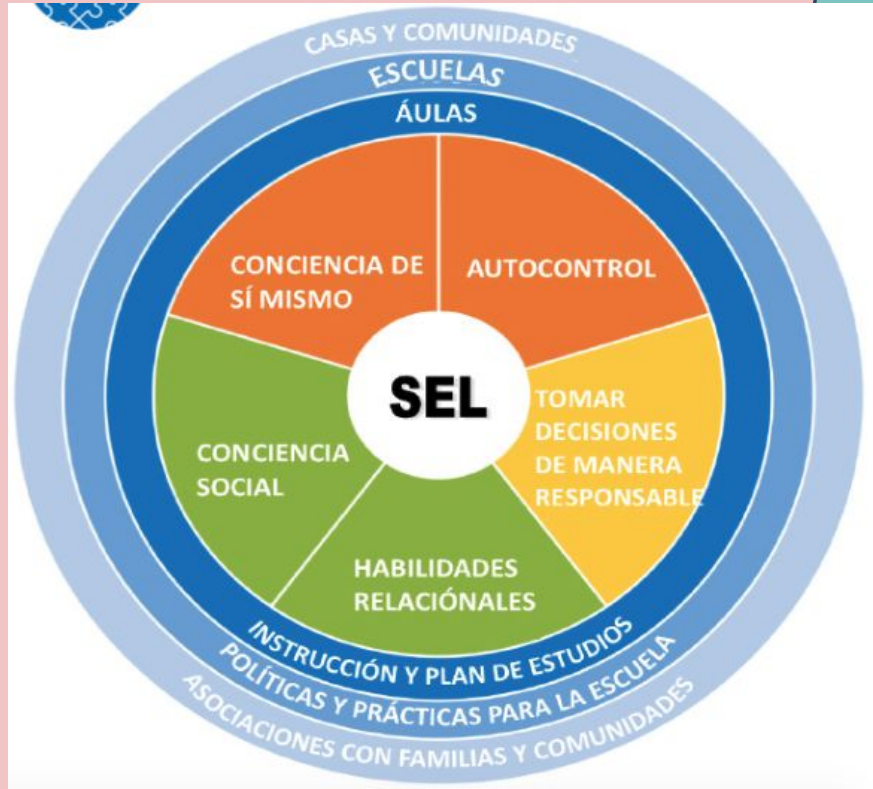 CASAS Y COMUNIDADES
ESCUELAS
ÁULAS
CONCIENCIA DE
SÍ MISMO
AUTOCONTROL
SEL
TOMAR
DECISIONES
DE MANERA
RESPONSABLE
CONCIENCIA
SOCIAL
HABILIDADES
RELACIÓNALES
INSTRUCCIÓN Y PLAN DE ESTUDIOS
POLÍTICAS Y PRÁCTICAS PARA LA ESCUELA
ASOCIACIONES CON FAMILIAS Y COMUNIDADES